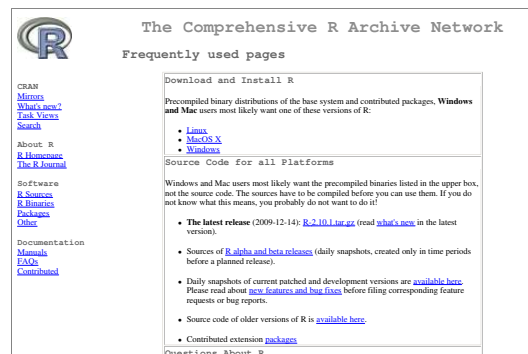 The Comprehensive R Archive Network
Frequently used pages
CRAN
Mirrors
What's new?
Task Views
Search
About R
R Homepage
The R Journal
Software
R Sources
R Binaries
Packages
Other
Documentation
Manuals
FAQs
Contributed
Download and Install R
Precompiled binary distributions of the base system and contributed packages, Windows
and Mac users most likely want one of these versions of R:
Linux
MacOS X
Windows
Source Code for all Platforms
Windows and Mac users most likely want the precompiled binaries listed in the upper box,
not the source code. The sources have to be compiled before you can use them. If you do
not know what this means, you probably do not want to do it!
The latest release (2009-12-14): R-2.10.1.tar.gz (read what's new in the latest
version).
Sources of R alpha and beta releases (daily snapshots, created only in time periods
before a planned release).
Daily snapshots of current patched and development versions are available here.
Please read about new features and bug fixes before filing corresponding feature
requests or bug reports.
Source code of older versions of R is available here.
Contributed extension packages
Questions About R